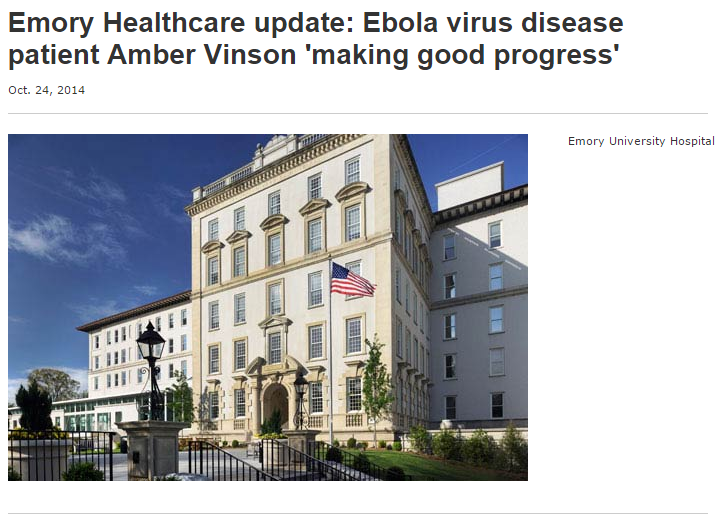 Emory Healthcare update: Ebola virus disease
patient Amber Vinson 'making good progress'
Oct. 24, 2014
Emory University Hospital